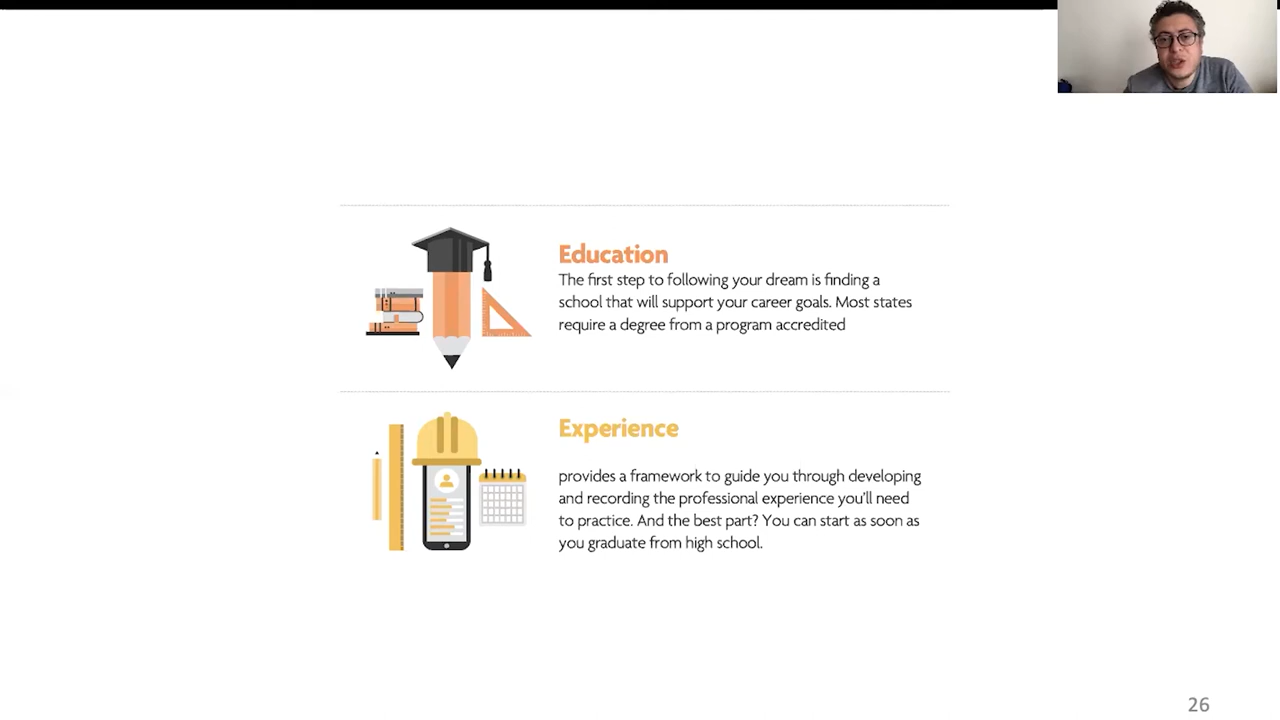 Education
The first step to following your dream is finding a
school that will support your career goals. Most states
require a degree from a program accredited
Experience
provides a framework to guide you through developing
and recording the professional experience you’ll need
to practice. And the best part? You can start as soon as
you graduate from high school.
26